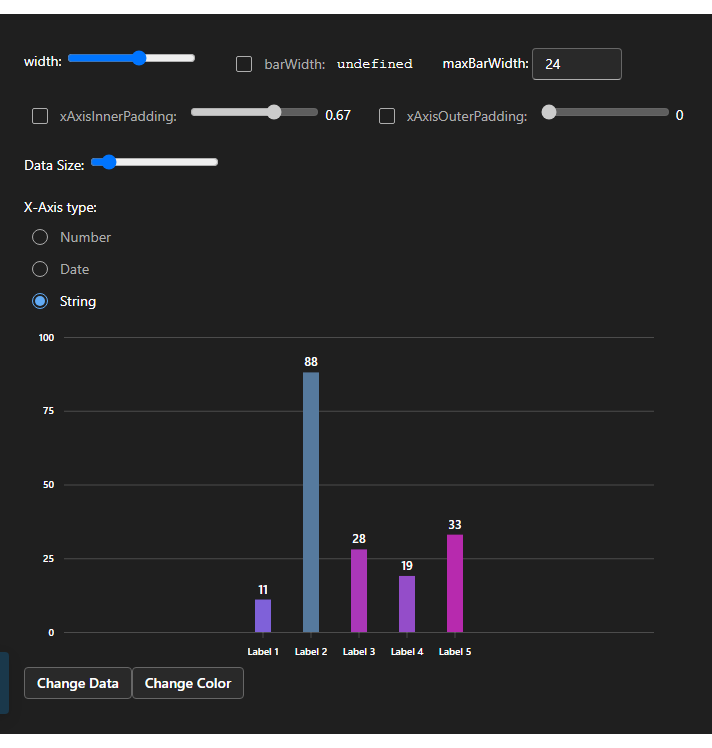 width: barWidth: undefined maxBarWidth: 24
xAxisInnerPadding: 0.67 xAxisOuterPadding: 0
Data Size:
X-Axis type:
Number
Date
String
100
88
75
50
33
28
25
19
11
0
Label 1 Label 2 Label 3 Label 4 Label 5
Change Data Change Color